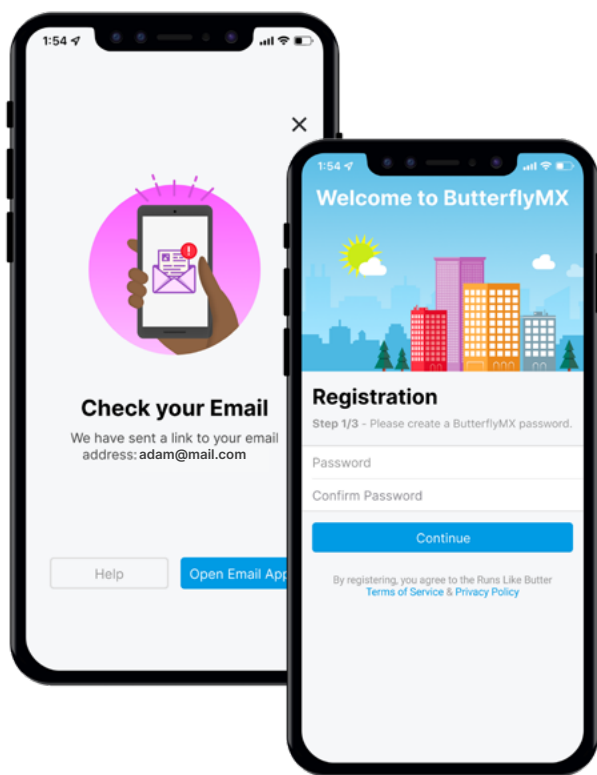 1:54
Check your Email
We have sent a link to your email
address: adam@mail.com
Help
Open Email App
1:54
Welcome to ButterflyMX
Registration
Step 1/3 - Please create a ButterflyMX password.
Password
Confirm Password
Continue
By registering, you agree to the Runs Like Butter
Terms of Service & Privacy Policy